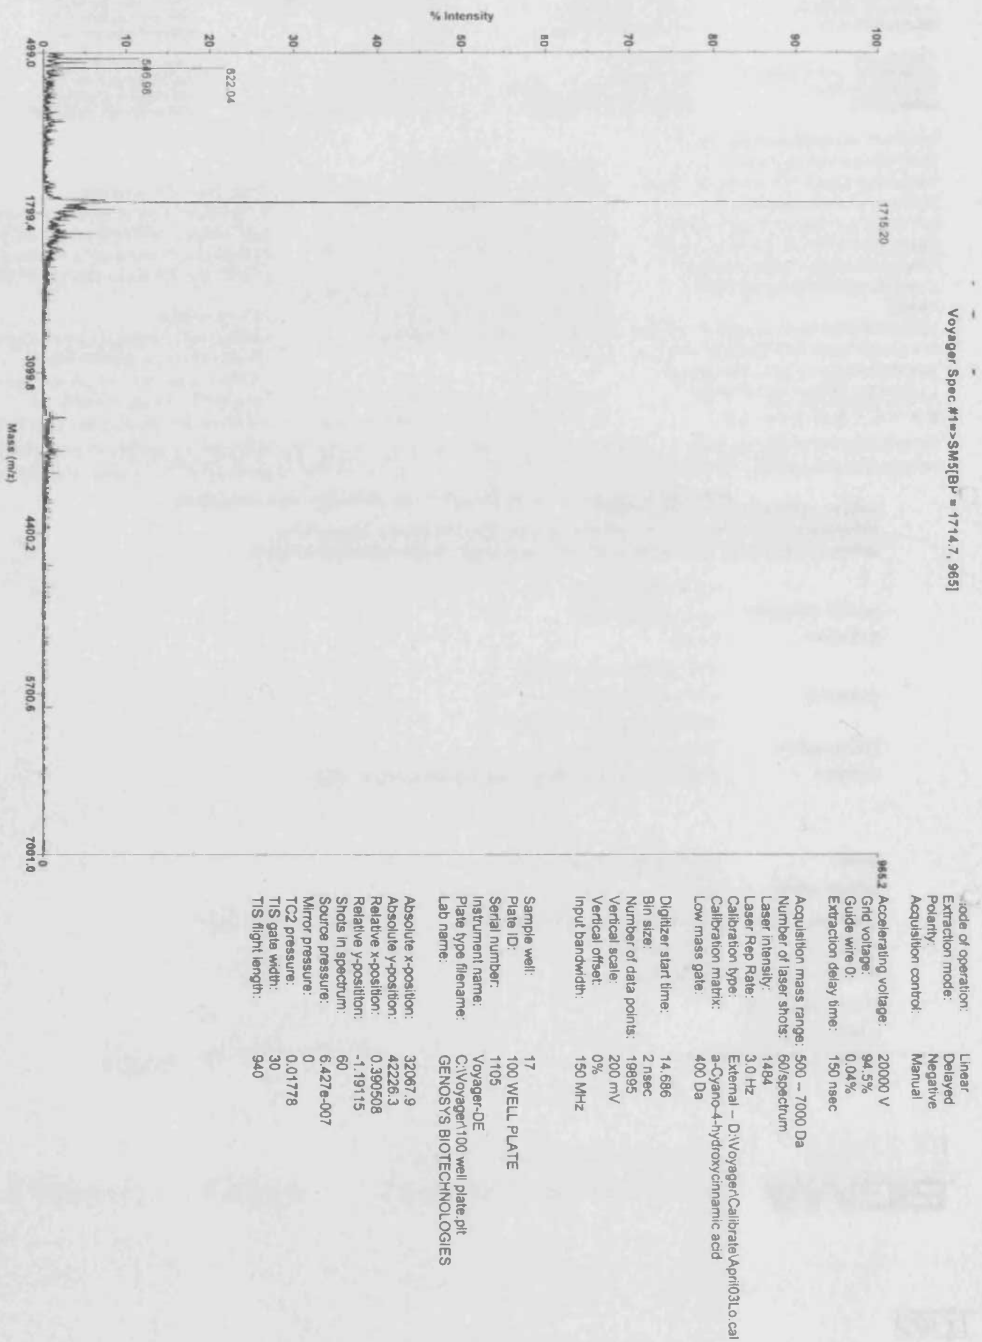 Voyager Spec #1=>SM5[BP = 1714.7, 965]
1715.20
622.04
546.96
% Intensity
100
90
80
70
60
50
40
30
20
10
0
965.2
0
499.0
1799.4
3099.8
4400.2
5700.6
7001.0
Mass (m/z)
Mode of operation: Linear
Extraction mode: Delayed
Polarity: Negative
Acquisition control: Manual
Accelerating voltage: 20000 V
Grid voltage: 94.5%
Guide wire 0: 0.04%
Extraction delay time: 150 nsec
Acquisition mass range: 500 -- 7000 Da
Number of laser shots: 60/spectrum
Laser intensity: 1484
Laser Rep Rate: 3.0 Hz
Calibration type: External -- D:\Voyager\Calibrate\April03Lo.cal
Calibration matrix: a-Cyano-4-hydroxycinnamic acid
Low mass gate: 400 Da
Digitizer start time: 14.686
Bin size: 2 nsec
Number of data points: 19895
Vertical scale: 200 mV
Vertical offset: 0%
Input bandwidth: 150 MHz
Sample well: 17
Plate ID: 100 WELL PLATE
Serial number: 1105
Instrument name: Voyager-DE
Plate type filename: C:\Voyager\100 well plate.plt
Lab name: GENOSYS BIOTECHNOLOGIES
Absolute x-position: 32067.9
Absolute y-position: 42226.3
Relative x-position: 0.390508
Relative y-posititon: -1.19115
Shots in spectrum: 60
Source pressure: 6.427e-007
Mirror pressure: 0
TC2 pressure: 0.01778
TIS gate width: 30
TIS flight length: 940